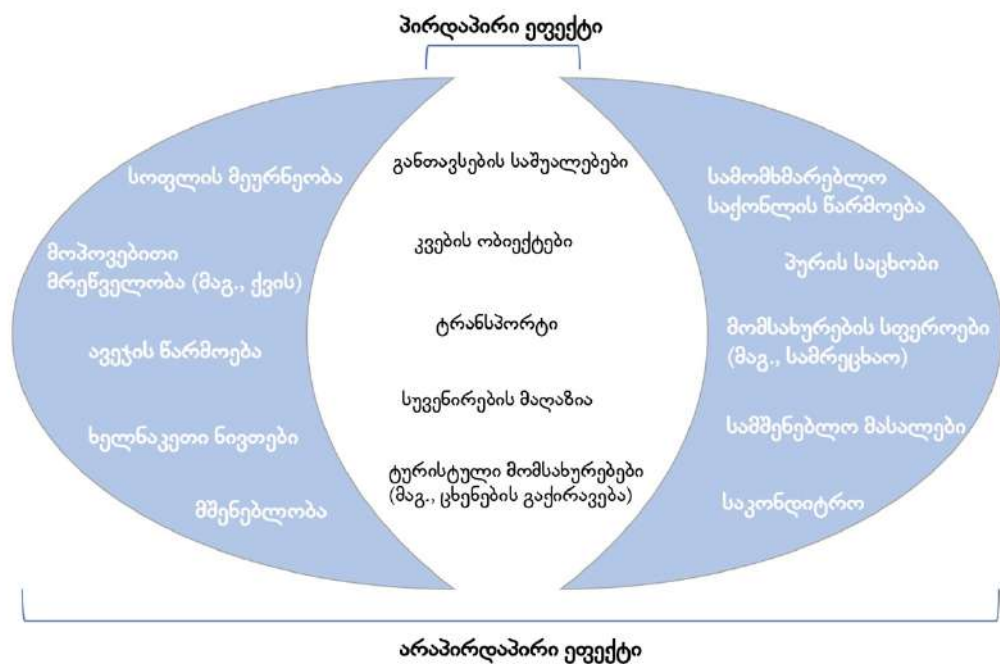 პირდაპირი ეფექტი
სოფლის მეურნეობა
მოპოვებითი
მრეწველობა (მაგ., ქვის)
ავეჯის წარმოება
ხელნაკეთი ნივთები
მშენებლობა
განთავსების საშუალებები
კვების ობიექტები
ტრანსპორტი
სუვენირების მაღაზია
ტურისტული მომსახურებები
(მაგ., ცხენების გაქირავება)
სამომხმარებლო
საქონლის წარმოება
პურის საცხობი
მომსახურების სფეროები
(მაგ., სამრეცხაო)
სამშენებლო მასალები
საკონდიტრო
არაპირდაპირი ეფექტი